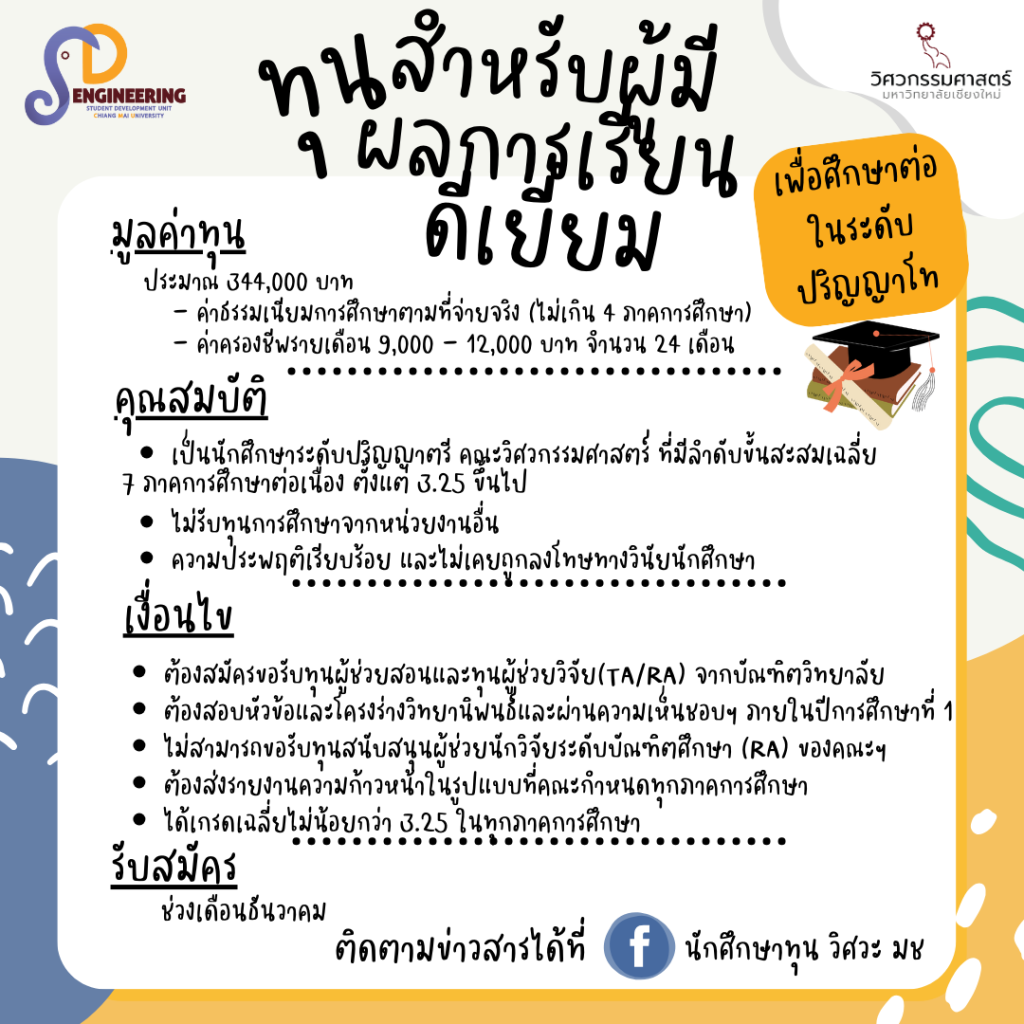 SD
ENGINEERING
STUDENT DEVELOPMENT UNIT
CHIANG MAI UNIVERSITY
วิศวกรรมศาสตร์
มหาวิทยาลัยเชียงใหม่
ทุนสำหรับผู้มี
ผลการเรียน
ดีเยี่ยม
เพื่อศึกษาต่อ
ในระดับ
ปริญญาโท
มูลค่าทุน
ประมาณ 344,000 บาท
- ค่าธรรมเนียมการศึกษาตามที่จ่ายจริง (ไม่เกิน 4 ภาคการศึกษา)
- ค่าครองชีพรายเดือน 9,000 - 12,000 บาท จำนวน 24 เดือน
คุณสมบัติ
• เป็นนักศึกษาระดับปริญญาตรี คณะวิศวกรรมศาสตร์ ที่มีลำดับขั้นสะสมเฉลี่ย
7 ภาคการศึกษาต่อเนื่อง ตั้งแต่ 3.25 ขึ้นไป
• ไม่รับทุนการศึกษาจากหน่วยงานอื่น
• ความประพฤติเรียบร้อย และไม่เคยถูกลงโทษทางวินัยนักศึกษา
เงื่อนไข
• ต้องสมัครขอรับทุนผู้ช่วยสอนและทุนผู้ช่วยวิจัย(TA/RA) จากบัณฑิตวิทยาลัย
• ต้องสอบหัวข้อและโครงร่างวิทยานิพนธ์และผ่านความเห็นชอบฯ ภายในปีการศึกษาที่ 1
• ไม่สามารถขอรับทุนสนับสนุนผู้ช่วยนักวิจัยระดับบัณฑิตศึกษา (RA) ของคณะฯ
• ต้องส่งรายงานความก้าวหน้าในรูปแบบที่คณะกำหนดทุกภาคการศึกษา
• ได้เกรดเฉลี่ยไม่น้อยกว่า 3.25 ในทุกภาคการศึกษา
รับสมัคร
ช่วงเดือนธันวาคม
ติดตามข่าวสารได้ที่ f นักศึกษาทุน วิศวะ มช